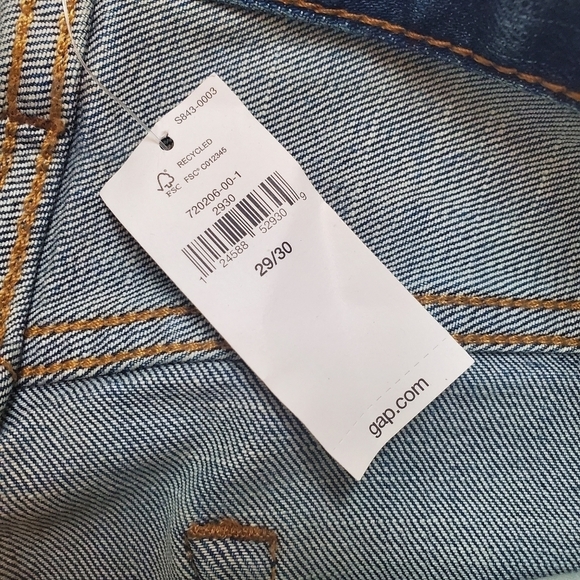 S843-0003
RECYCLED
FSC FSC® C012345
720206-00-1
2930
1 24588 52930 9
29/30
gap.com